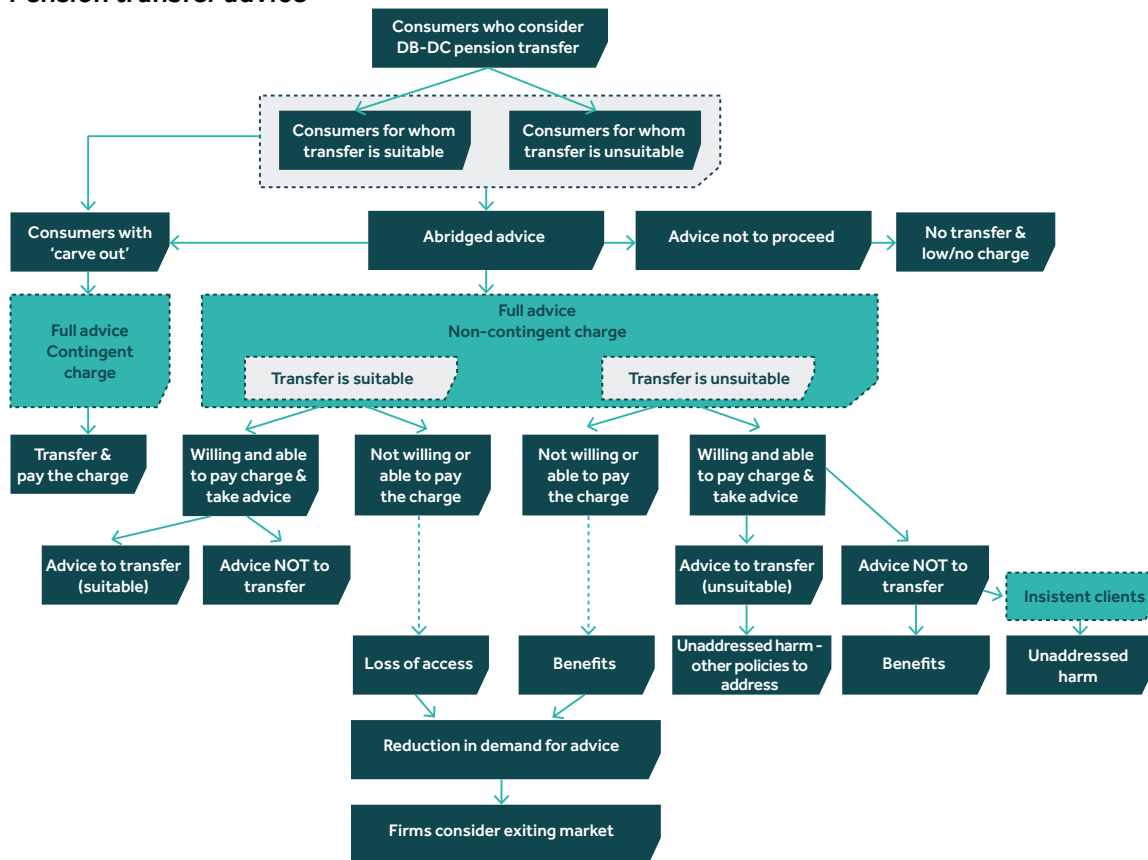 Pension transfer advice
Consumers who consider
DB-DC pension transfer
Consumers for whom
transfer is suitable
Consumers for whom
transfer is unsuitable
Consumers with
‘carve out’
Abridged advice
Advice not to proceed
No transfer &
low/no charge
Full advice
Contingent
charge
Full advice
Non-contingent charge
Transfer is suitable
Transfer is unsuitable
Transfer &
pay the charge
Willing and able
to pay charge &
take advice
Not willing or
able to pay
the charge
Not willing or
able to pay
the charge
Willing and able
to pay charge &
take advice
Advice to transfer
(suitable)
Advice NOT to
transfer
Advice to transfer
(unsuitable)
Advice NOT to
transfer
Insistent clients
Loss of access
Benefits
Unaddressed harm -
other policies to
address
Benefits
Unaddressed
harm
Reduction in demand for advice
Firms consider exiting market